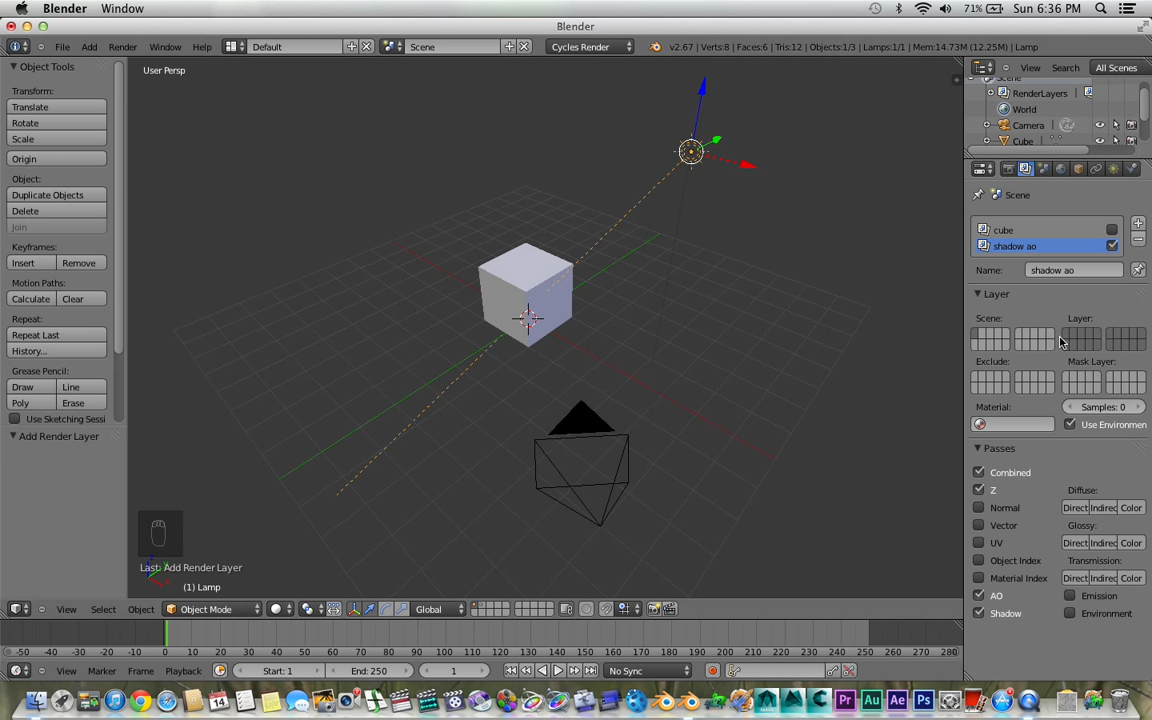 Blender Window 71% Sun 6:36 PM
Blender
File Add Render Window Help Default Scene Cycles Render v2.67 | Verts:8 | Faces:6 | Tris:12 | Objects:1/3 | Lamps:1/1 | Mem:14.73M (12.25M) | Lamp
Object Tools
Transform:
Translate
Rotate
Scale
Origin
Object:
Duplicate Objects
Delete
Join
Keyframes:
Insert Remove
Motion Paths:
Calculate Clear
Repeat:
Repeat Last
History...
Grease Pencil:
Draw Line
Poly Erase
Use Sketching Sessi
Add Render Layer
User Persp
Last: Add Render Layer
(1) Lamp
View Search All Scenes
Scene
RenderLayers
World
Camera
Cube
Scene
cube
shadow ao
Name: shadow ao
Layer
Scene: Layer:
Exclude: Mask Layer:
Material: Samples: 0
Use Environmen
Passes
Combined
Z Diffuse:
Normal Direct Indirec Color
Vector Glossy:
UV Direct Indirec Color
Object Index Transmission:
Material Index Direct Indirec Color
AO Emission
Shadow Environment
View Select Object Object Mode Global
-50 -40 -30 -20 -10 0 10 20 30 40 50 60 70 80 90 100 110 120 130 140 150 160 170 180 190 200 210 220 230 240 250 260 270 280
View Marker Frame Playback Start: 1 End: 250 1 No Sync
14 Pr Au Ae Ps